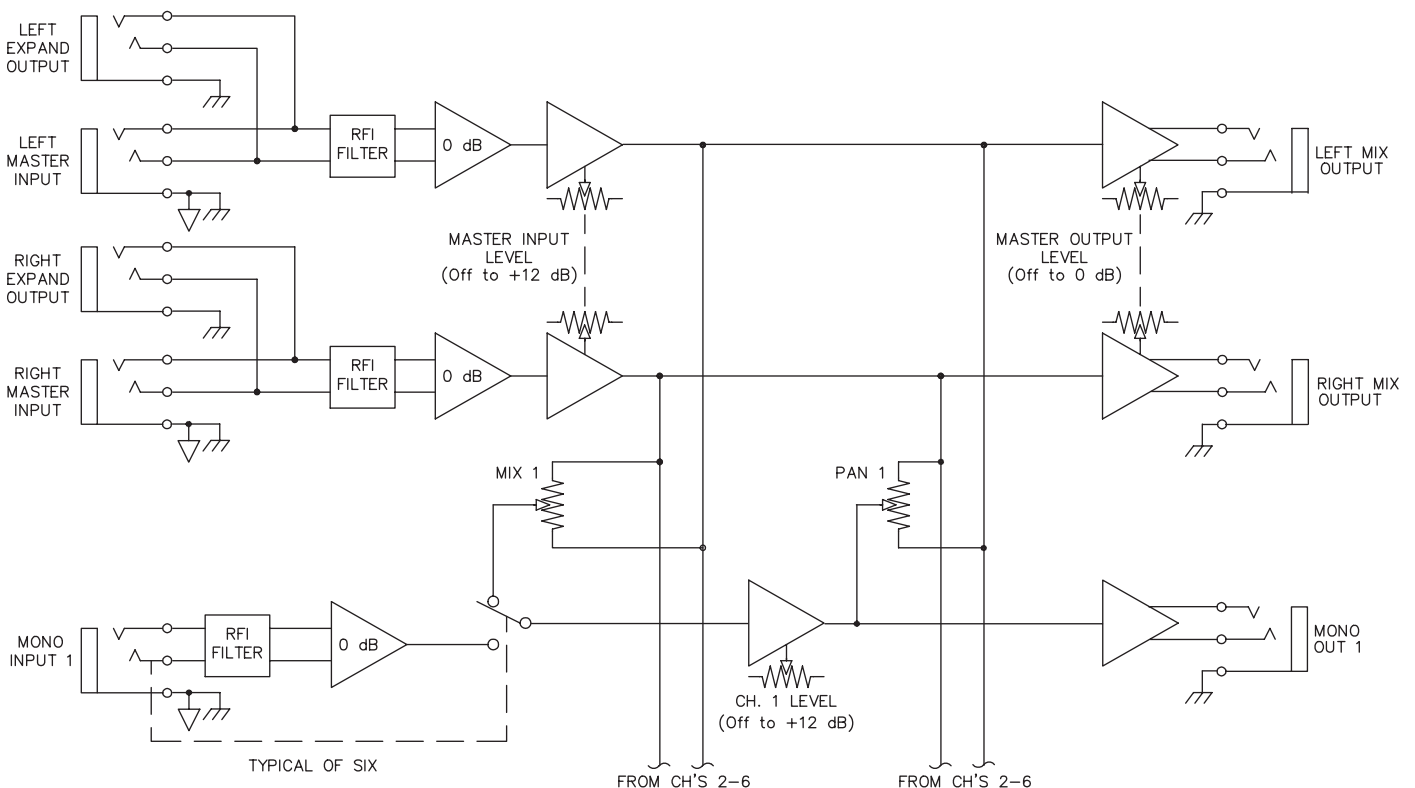 LEFT
EXPAND
OUTPUT
LEFT
MASTER
INPUT
RFI
FILTER
0 dB
LEFT MIX
OUTPUT
MASTER INPUT
LEVEL
(Off to +12 dB)
MASTER OUTPUT
LEVEL
(Off to 0 dB)
RIGHT
EXPAND
OUTPUT
RIGHT
MASTER
INPUT
RFI
FILTER
0 dB
RIGHT MIX
OUTPUT
MIX 1
PAN 1
MONO
INPUT 1
RFI
FILTER
0 dB
MONO
OUT 1
CH. 1 LEVEL
(Off to +12 dB)
TYPICAL OF SIX
FROM CH'S 2-6
FROM CH'S 2-6